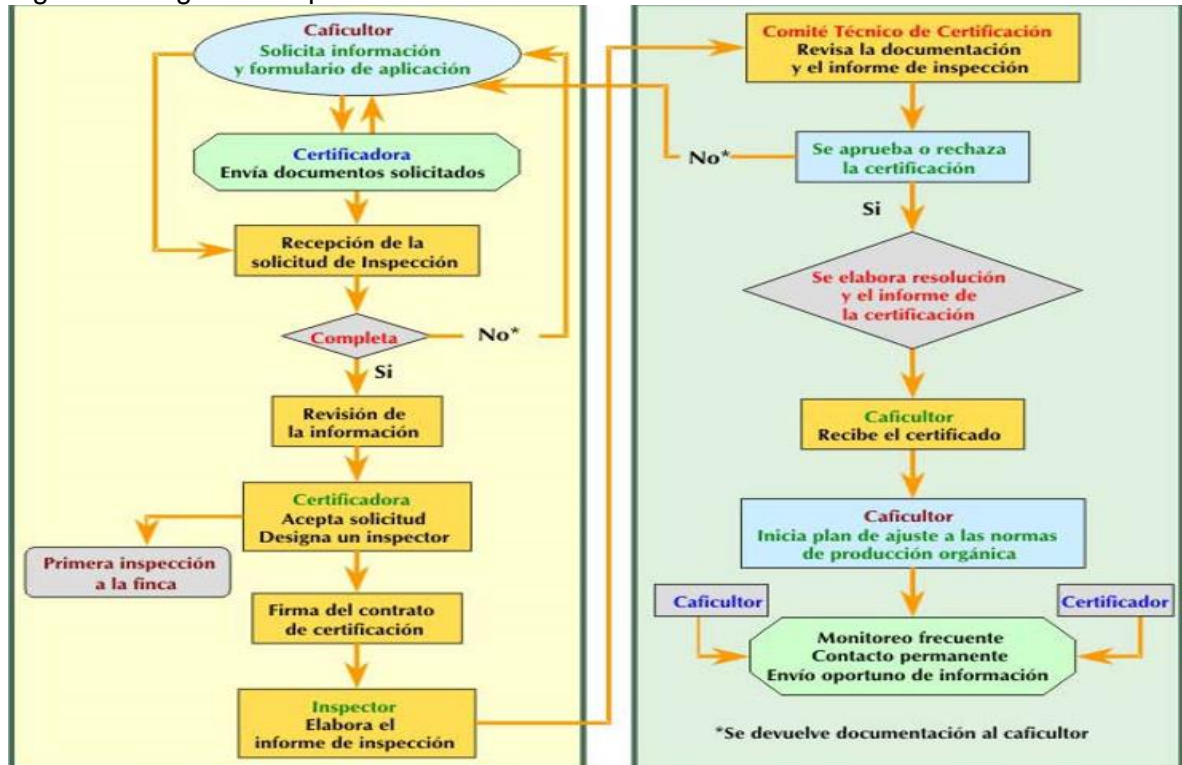 Caficultor
Solicita información
y formulario de aplicación
Certificadora
Envía documentos solicitados
Recepción de la
solicitud de Inspección
Completa
No*
Si
Revisión de
la información
Certificadora
Acepta solicitud
Designa un inspector
Primera inspección
a la finca
Firma del contrato
de certificación
Inspector
Elabora el
informe de inspección
Comité Técnico de Certificación
Revisa la documentación
y el informe de inspección
Se aprueba o rechaza
la certificación
No*
Si
Se elabora resolución
y el informe de
la certificación
Caficultor
Recibe el certificado
Caficultor
Inicia plan de ajuste a las normas
de producción orgánica
Caficultor
Certificador
Monitoreo frecuente
Contacto permanente
Envío oportuno de información
*Se devuelve documentación al caficultor